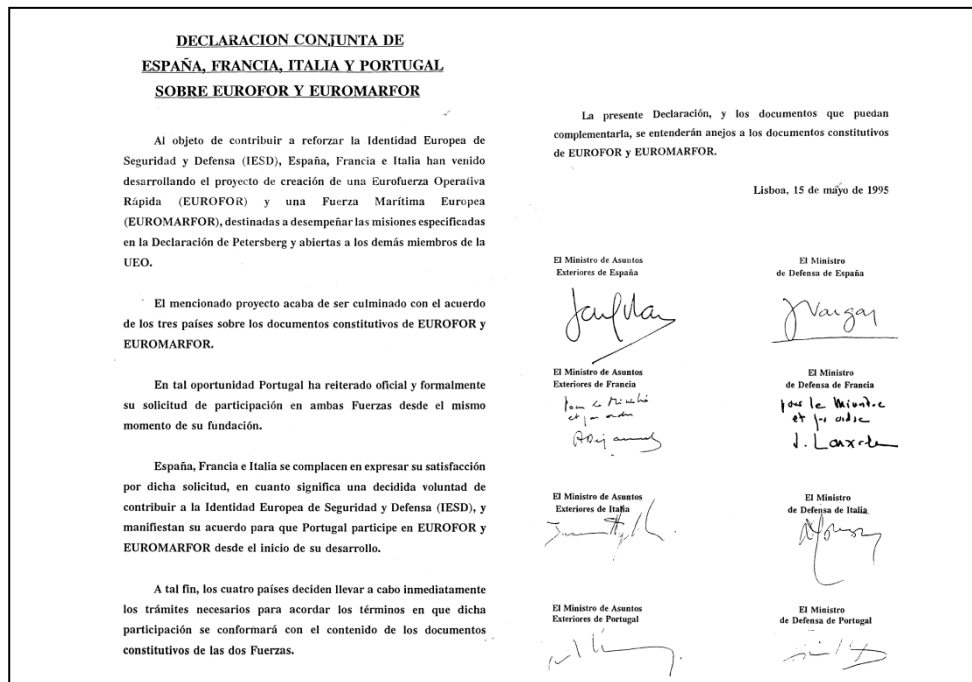 DECLARACION CONJUNTA DE
ESPAÑA, FRANCIA, ITALIA Y PORTUGAL
SOBRE EUROFOR Y EUROMARFOR
Al objeto de contribuir a reforzar la Identidad Europea de
Seguridad y Defensa (IESD), España, Francia e Italia han venido
desarrollando el proyecto de creación de una Eurofuerza Operativa
Rápida (EUROFOR) y una Fuerza Marítima Europea
(EUROMARFOR), destinadas a desempeñar las misiones especificadas
en la Declaración de Petersberg y abiertas a los demás miembros de la
UEO.
El mencionado proyecto acaba de ser culminado con el acuerdo
de los tres países sobre los documentos constitutivos de EUROFOR y
EUROMARFOR.
En tal oportunidad Portugal ha reiterado oficial y formalmente
su solicitud de participación en ambas Fuerzas desde el mismo
momento de su fundación.
España, Francia e Italia se complacen en expresar su satisfacción
por dicha solicitud, en cuanto significa una decidida voluntad de
contribuir a la Identidad Europea de Seguridad y Defensa (IESD), y
manifiestan su acuerdo para que Portugal participe en EUROFOR y
EUROMARFOR desde el inicio de su desarrollo.
A tal fin, los cuatro países deciden llevar a cabo inmediatamente
los trámites necesarios para acordar los términos en que dicha
participación se conformará con el contenido de los documentos
constitutivos de las dos Fuerzas.
La presente Declaración, y los documentos que puedan
complementarla, se entenderán anejos a los documentos constitutivos
de EUROFOR y EUROMARFOR.
Lisboa, 15 de mayo de 1995
El Ministro de Asuntos
Exteriores de España
El Ministro
de Defensa de España
El Ministro de Asuntos
Exteriores de Francia
El Ministro
de Defensa de Francia
pour le Ministre
et par ordre
El Ministro de Asuntos
Exteriores de Italia
El Ministro
de Defensa de Italia
El Ministro de Asuntos
Exteriores de Portugal
El Ministro
de Defensa de Portugal